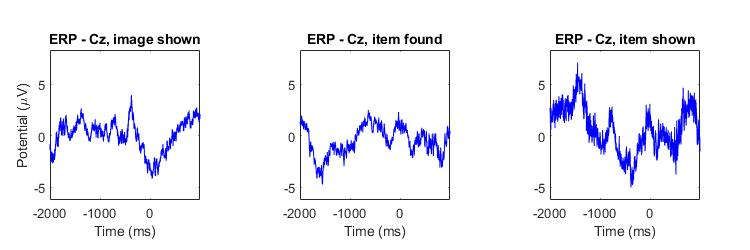 ERP - Cz, image shown
ERP - Cz, item found
ERP - Cz, item shown
Potential (μV)
5
0
-5
-2000 -1000 0
Time (ms)
5
0
-5
-2000 -1000 0
Time (ms)
5
0
-5
-2000 -1000 0
Time (ms)